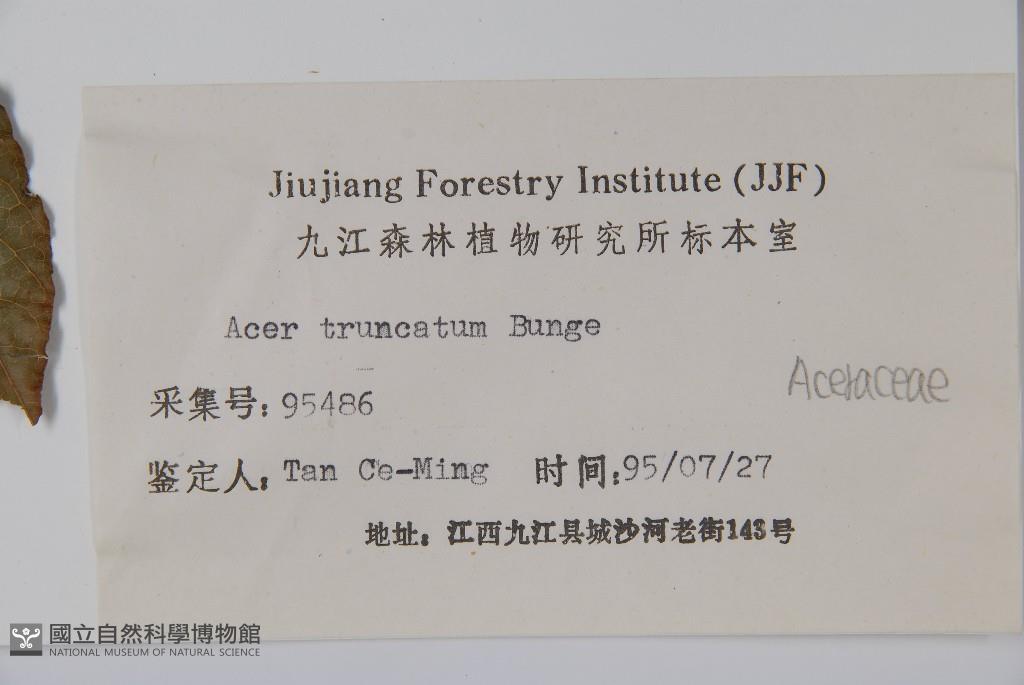 Jiujiang Forestry Institute (JJF)
九江森林植物研究所标本室
Acer truncatum Bunge
Aceraceae
采集号: 95486
鉴定人: Tan Ce-Ming 时间: 95/07/27
地址: 江西九江县城沙河老街143号
國立自然科學博物館
NATIONAL MUSEUM OF NATURAL SCIENCE